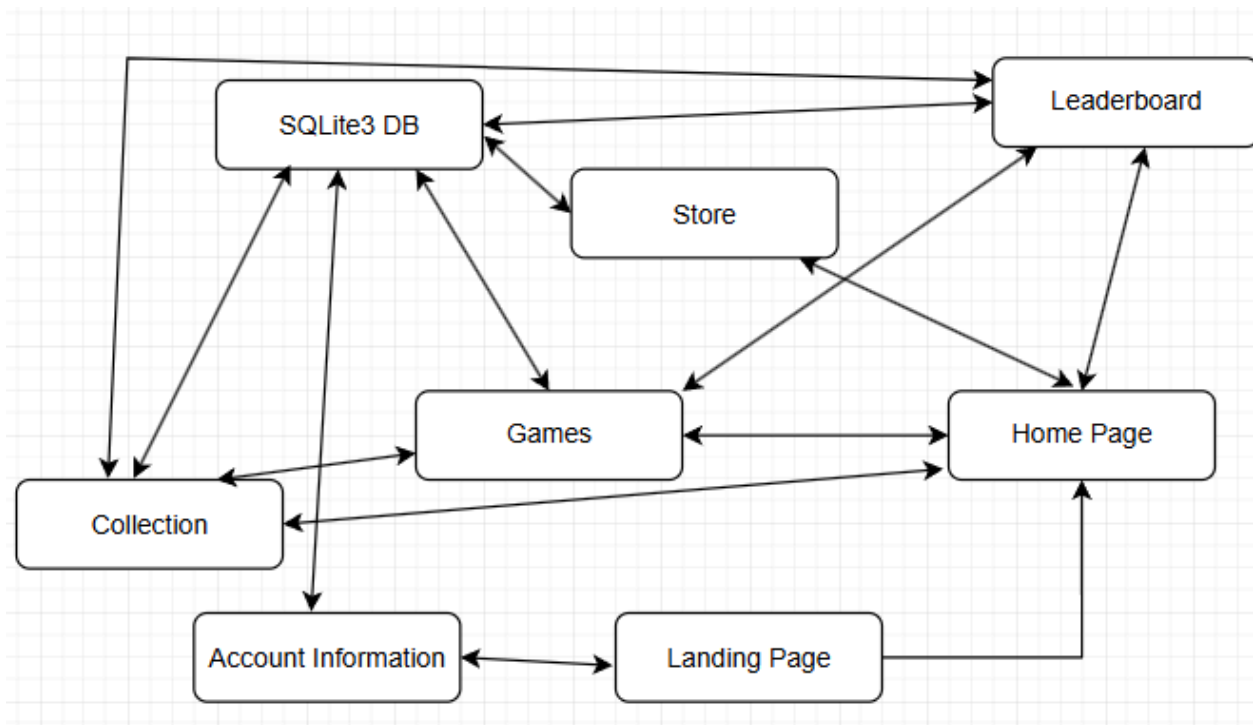 Leaderboard
SQLite3 DB
Store
Games
Home Page
Collection
Account Information
Landing Page